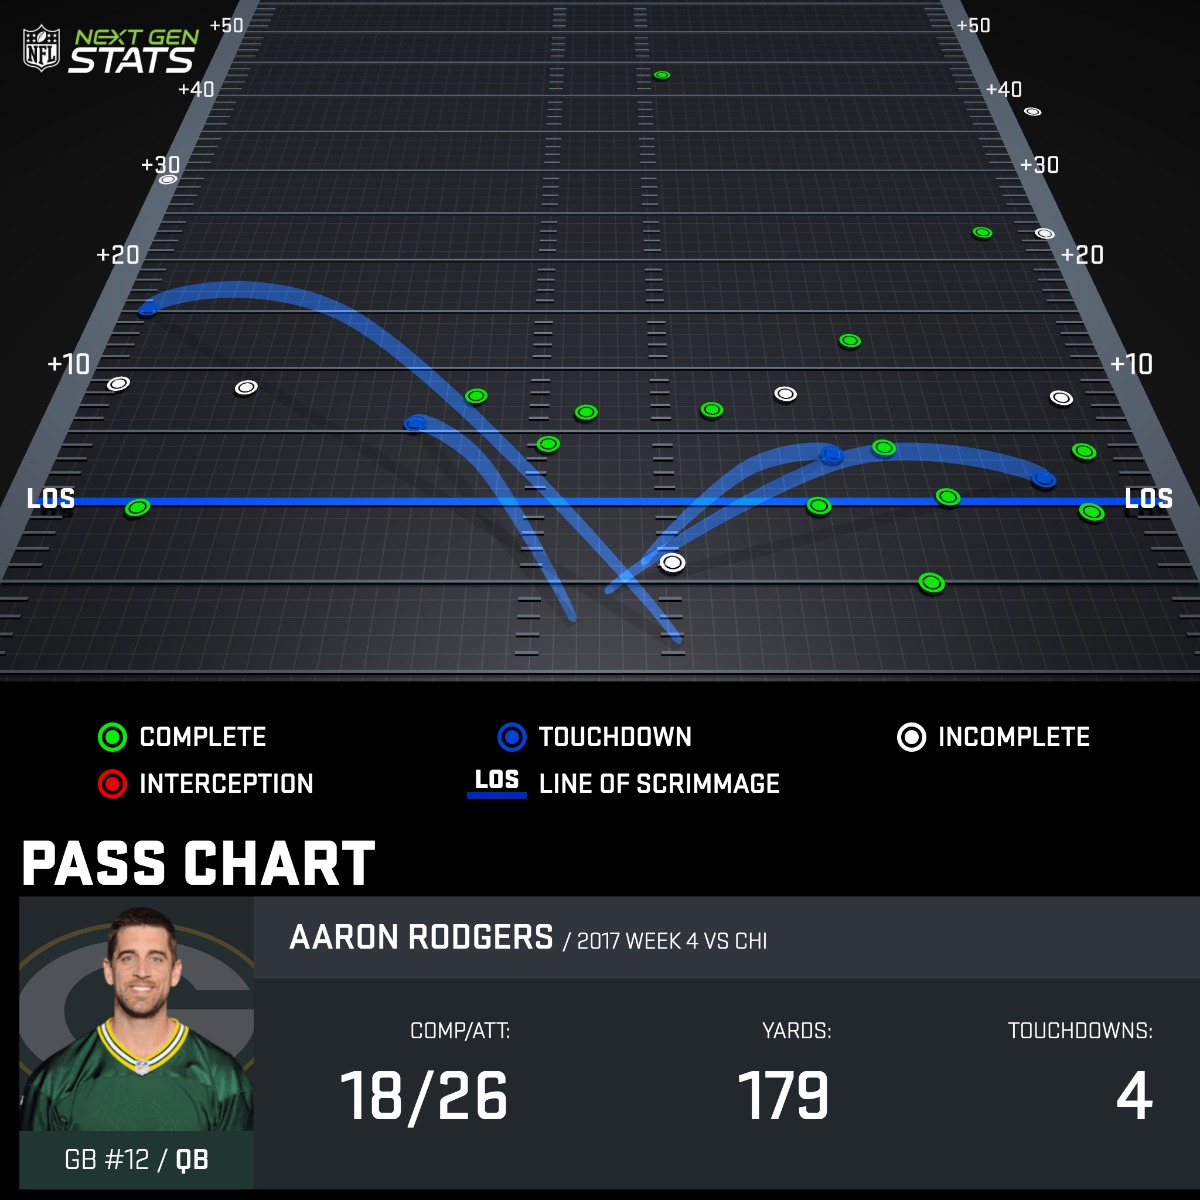 NFL NEXT GEN STATS
+50 +50
+40 +40
+30 +30
+20 +20
+10 +10
LOS LOS
COMPLETE TOUCHDOWN INCOMPLETE
INTERCEPTION LOS LINE OF SCRIMMAGE
PASS CHART
AARON RODGERS / 2017 WEEK 4 VS CHI
COMP/ATT: YARDS: TOUCHDOWNS:
18/26 179 4
GB #12 / QB